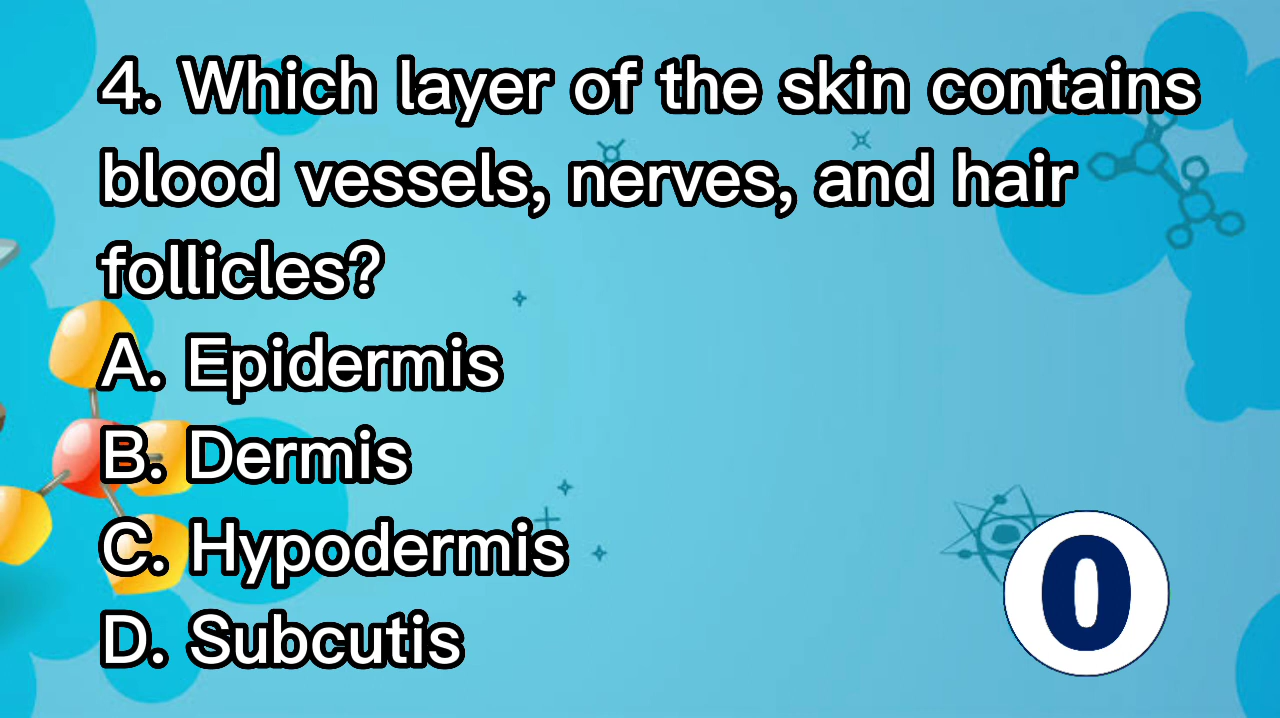 4. Which layer of the skin contains
blood vessels, nerves, and hair
follicles?
A. Epidermis
B. Dermis
C. Hypodermis
D. Subcutis
0